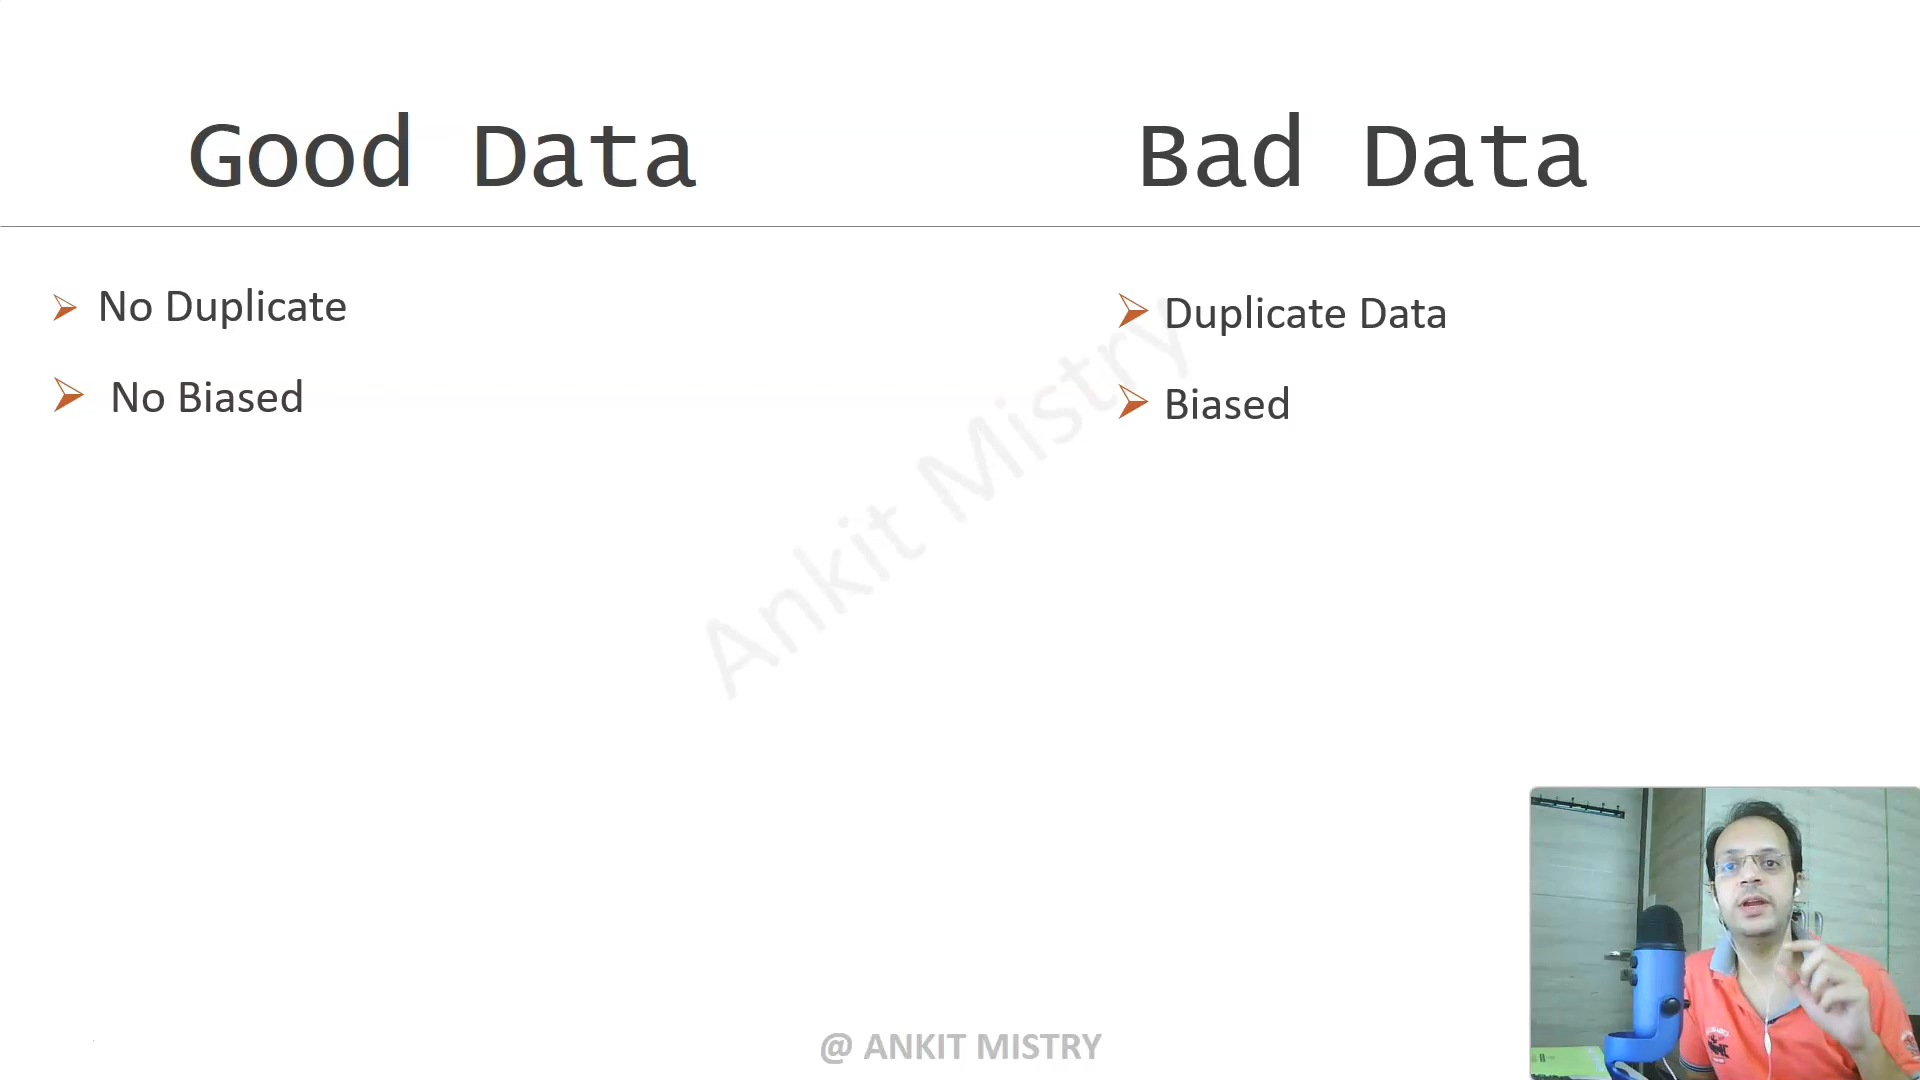 Good Data
Bad Data
No Duplicate
No Biased
Duplicate Data
Biased
Ankit Mistry
@ ANKIT MISTRY